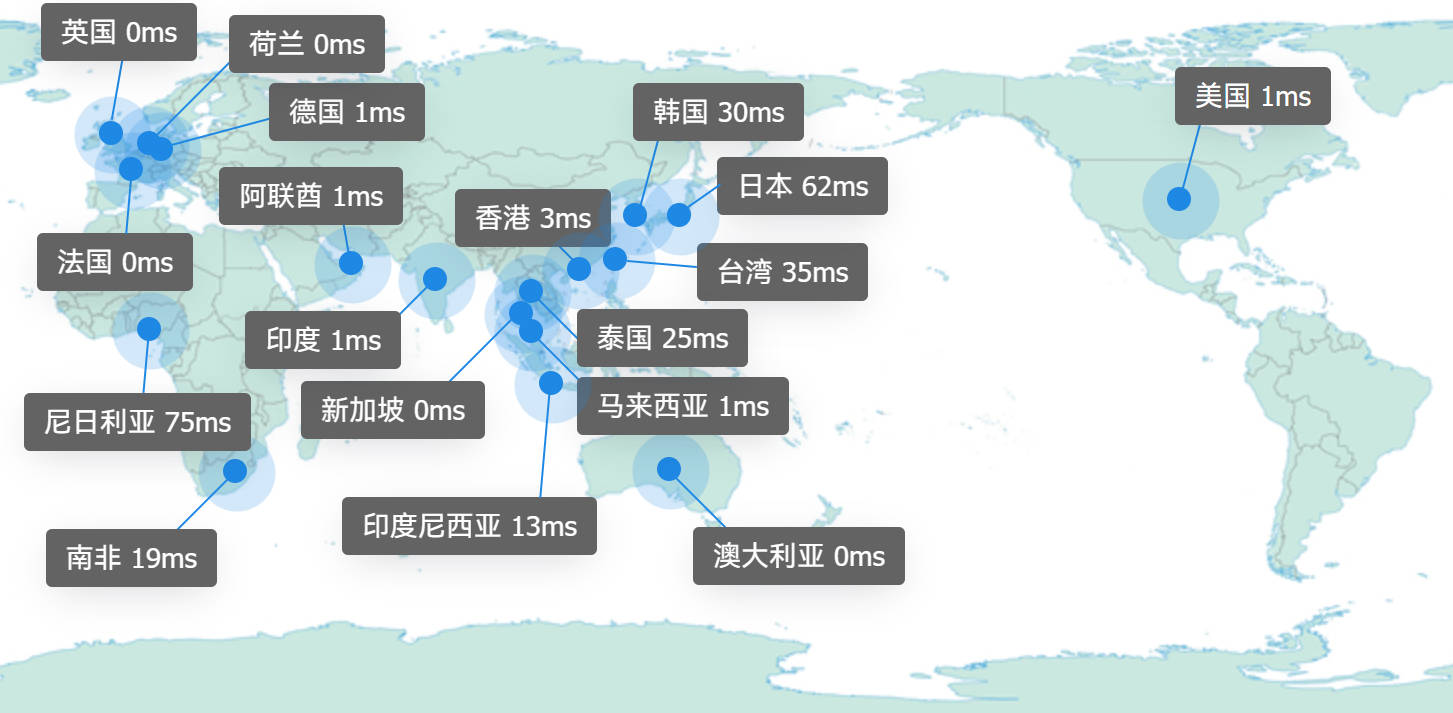 英国 0ms
荷兰 0ms
德国 1ms
美国 1ms
韩国 30ms
阿联酋 1ms
日本 62ms
香港 3ms
法国 0ms
台湾 35ms
印度 1ms
泰国 25ms
新加坡 0ms
马来西亚 1ms
尼日利亚 75ms
印度尼西亚 13ms
南非 19ms
澳大利亚 0ms